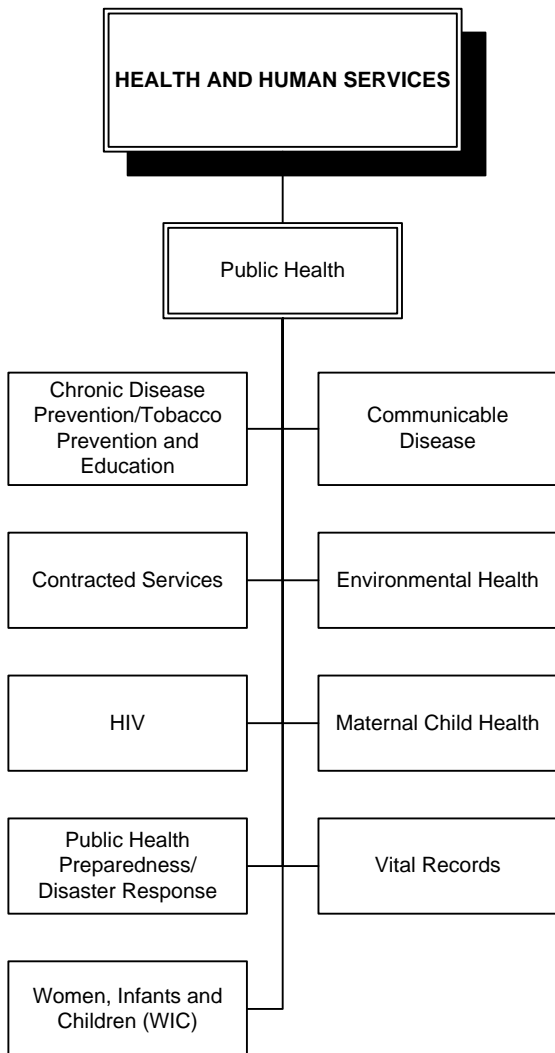 HEALTH AND HUMAN SERVICES
Public Health
Chronic Disease
Prevention/Tobacco
Prevention and
Education
Communicable
Disease
Contracted Services
Environmental Health
HIV
Maternal Child Health
Public Health
Preparedness/
Disaster Response
Vital Records
Women, Infants and
Children (WIC)